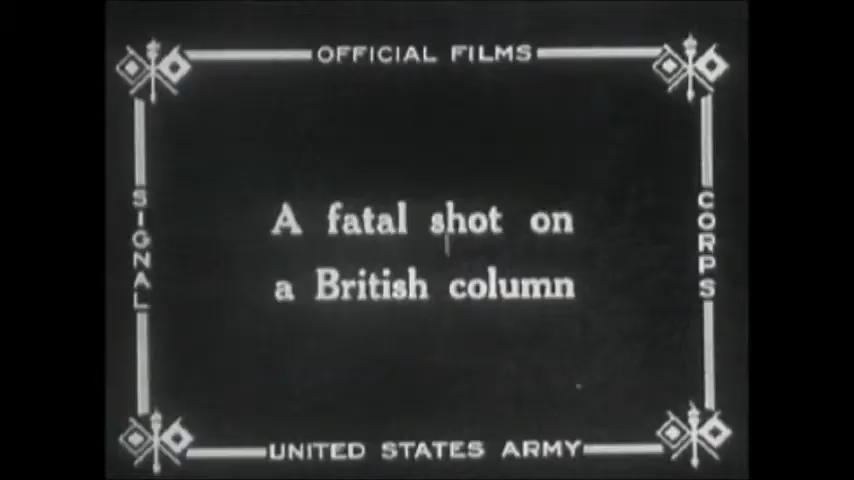 OFFICIAL FILMS
SIGNAL
A fatal shot on
a British column
CORPS
UNITED STATES ARMY